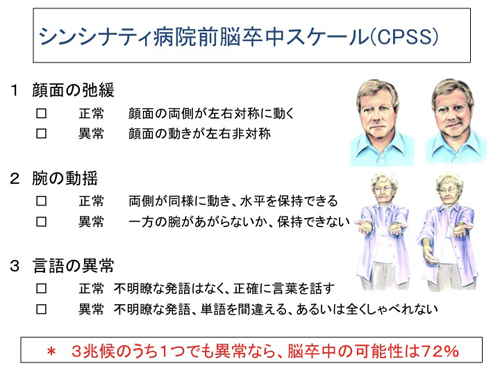 シンシナティ病院前脳卒中スケール(CPSS)
1 顔面の弛緩
□ 正常 顔面の両側が左右対称に動く
□ 異常 顔面の動きが左右非対称
2 腕の動揺
□ 正常 両側が同様に動き、水平を保持できる
□ 異常 一方の腕があがらないか、保持できない
3 言語の異常
□ 正常 不明瞭な発語はなく、正確に言葉を話す
□ 異常 不明瞭な発語、単語を間違える、あるいは全くしゃべれない
* 3兆候のうち1つでも異常なら、脳卒中の可能性は72%